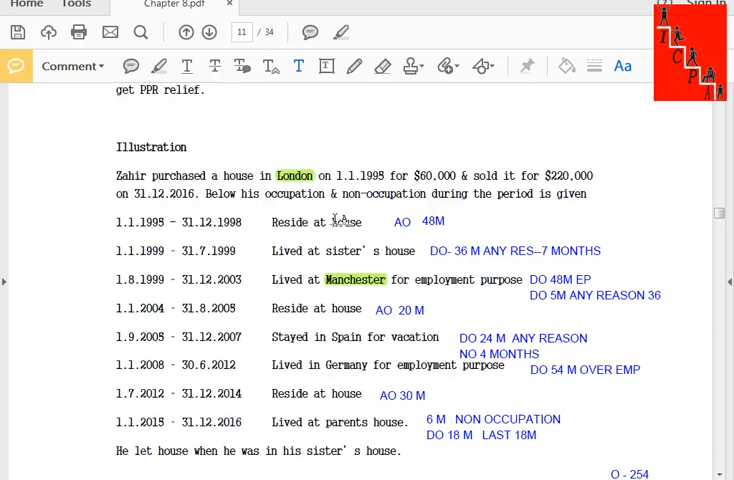 Home Tools Chapter 8.pdf × Sign In
11 / 34
Comment
get PPR relief.
Illustration
Zahir purchased a house in London on 1.1.1995 for $60,000 & sold it for $220,000
on 31.12.2016. Below his occupation & non-occupation during the period is given
1.1.1995 – 31.12.1998 Reside at house AO 48M
1.1.1999 - 31.7.1999 Lived at sister's house DO- 36 M ANY RES--7 MONTHS
1.8.1999 - 31.12.2003 Lived at Manchester for employment purpose DO 48M EP
DO 5M ANY REASON 36
1.1.2004 - 31.8.2005 Reside at house AO 20 M
1.9.2005 - 31.12.2007 Stayed in Spain for vacation DO 24 M ANY REASON
NO 4 MONTHS
1.1.2008 - 30.6.2012 Lived in Germany for employment purpose DO 54 M OVER EMP
1.7.2012 - 31.12.2014 Reside at house AO 30 M
1.1.2015 - 31.12.2016 Lived at parents house. 6 M NON OCCUPATION
DO 18 M LAST 18M
He let house when he was in his sister's house.
O - 254
I C P A